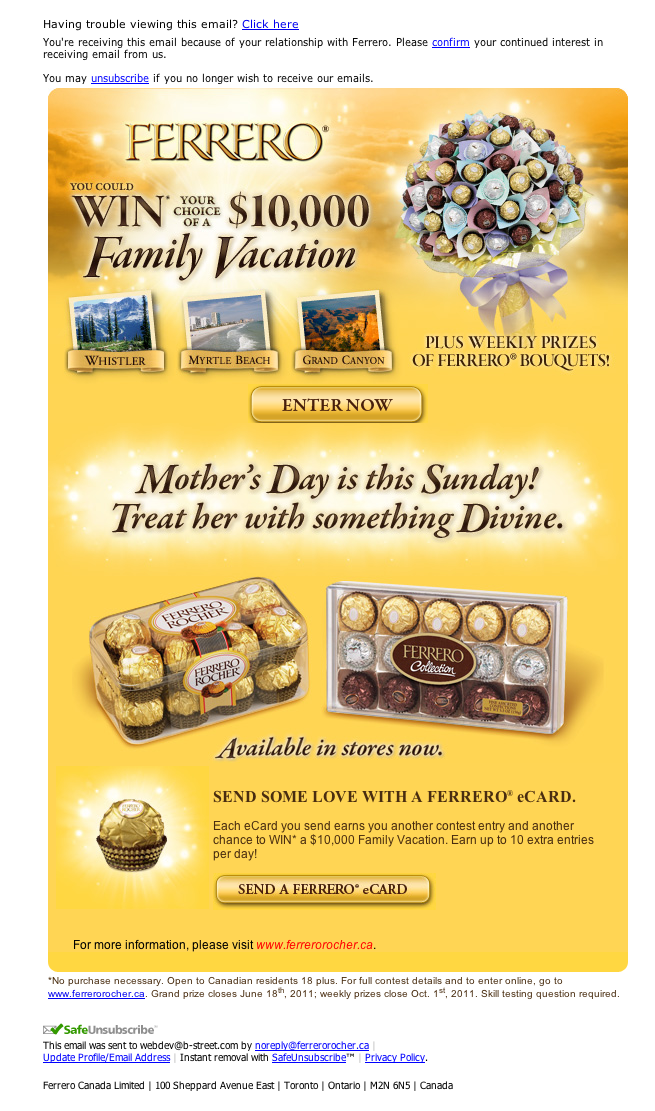 Having trouble viewing this email? Click here
You're receiving this email because of your relationship with Ferrero. Please confirm your continued interest in
receiving email from us.
You may unsubscribe if you no longer wish to receive our emails.
FERRERO®
YOU COULD
WIN* YOUR CHOICE OF A $10,000
Family Vacation
WHISTLER MYRTLE BEACH GRAND CANYON
PLUS WEEKLY PRIZES
OF FERRERO® BOUQUETS!
ENTER NOW
Mother's Day is this Sunday!
Treat her with something Divine.
FERRERO
ROCHER
FERRERO
ROCHER
FERRERO
Collection
Available in stores now.
SEND SOME LOVE WITH A FERRERO® eCARD.
Each eCard you send earns you another contest entry and another
chance to WIN* a $10,000 Family Vacation. Earn up to 10 extra entries
per day!
SEND A FERRERO® eCARD
For more information, please visit www.ferrerorocher.ca.
*No purchase necessary. Open to Canadian residents 18 plus. For full contest details and to enter online, go to
www.ferrerorocher.ca. Grand prize closes June 18th, 2011; weekly prizes close Oct. 1st, 2011. Skill testing question required.
SafeUnsubscribe™
This email was sent to webdev@b-street.com by noreply@ferrerorocher.ca |
Update Profile/Email Address | Instant removal with SafeUnsubscribe™ | Privacy Policy.
Ferrero Canada Limited | 100 Sheppard Avenue East | Toronto | Ontario | M2N 6N5 | Canada